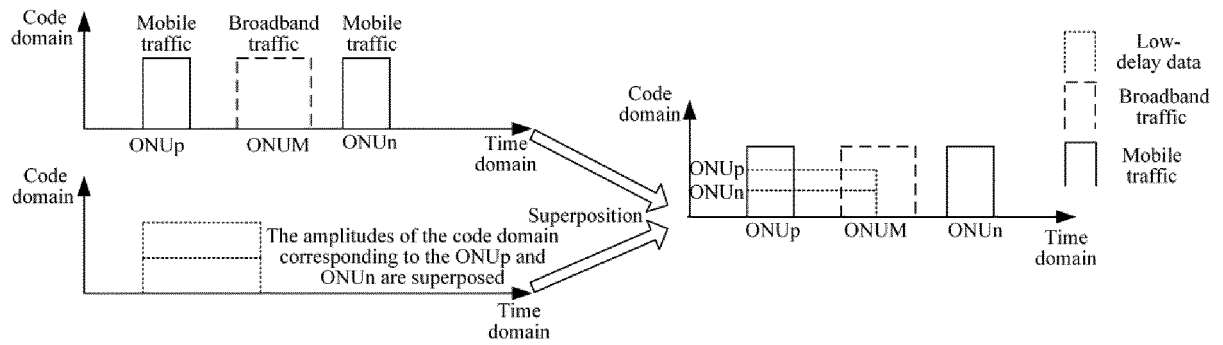 Code
domain
Mobile
traffic
Broadband
traffic
Mobile
traffic
ONUp
ONUM
ONUn
Time
domain
Code
domain
The amplitudes of the code domain
corresponding to the ONUp and
ONUn are superposed
Time
domain
Superposition
Code
domain
ONUp
ONUn
ONUp
ONUM
ONUn
Time
domain
Low-
delay data
Broadband
traffic
Mobile
traffic